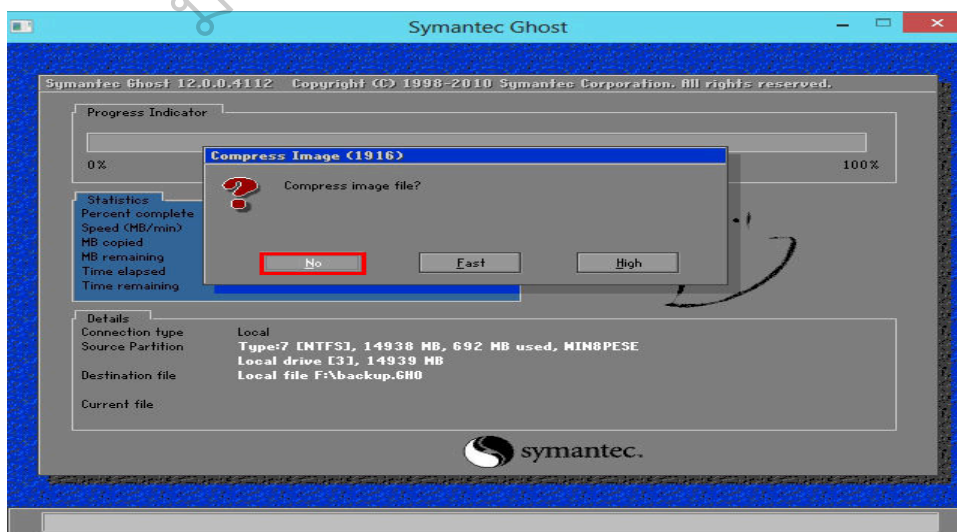 Symantec Ghost
Symantec Ghost 12.0.0.4112 Copyright (C) 1998-2010 Symantec Corporation. All rights reserved.
Progress Indicator
0% 100%
Compress Image (1916)
Compress image file?
No Fast High
Statistics
Percent complete
Speed (MB/min)
MB copied
MB remaining
Time elapsed
Time remaining
Details
Connection type Local
Source Partition Type:7 [NTFS], 14938 MB, 692 MB used, WIN8PESE
Local drive [3], 14939 MB
Destination file Local file F:\backup.GHO
Current file
symantec.